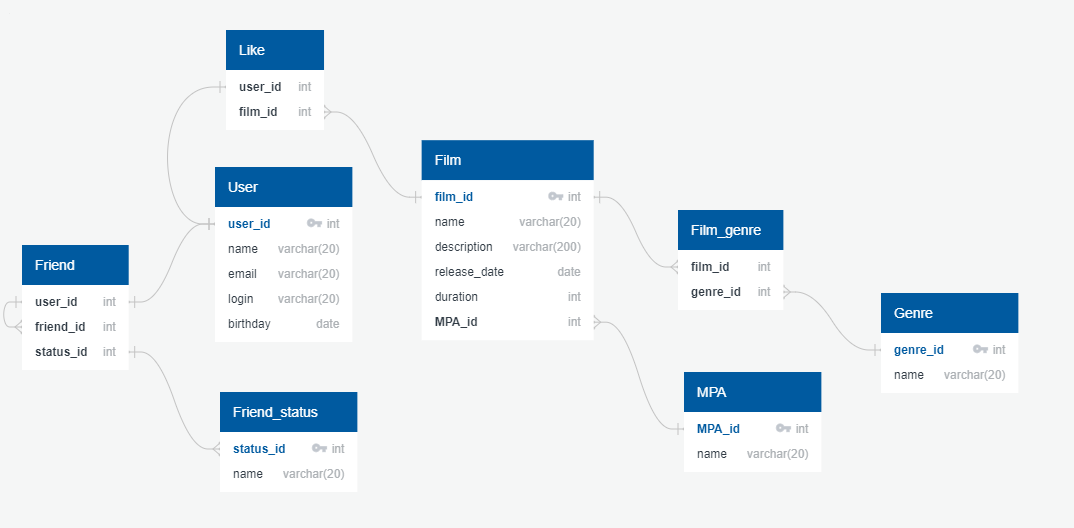 Like
user_id int
film_id int
User
user_id int
name varchar(20)
email varchar(20)
login varchar(20)
birthday date
Friend
user_id int
friend_id int
status_id int
Friend_status
status_id int
name varchar(20)
Film
film_id int
name varchar(20)
description varchar(200)
release_date date
duration int
MPA_id int
Film_genre
film_id int
genre_id int
Genre
genre_id int
name varchar(20)
MPA
MPA_id int
name varchar(20)